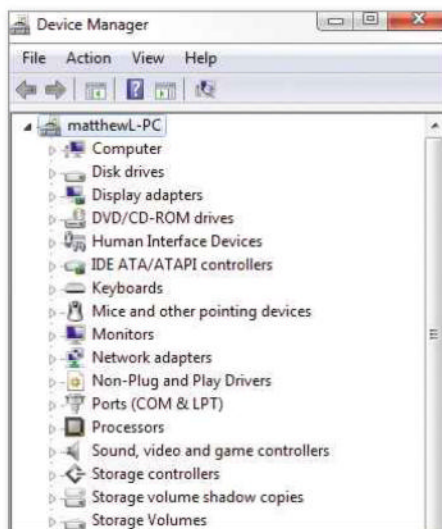 Device Manager
File Action View Help
matthewL-PC
Computer
Disk drives
Display adapters
DVD/CD-ROM drives
Human Interface Devices
IDE ATA/ATAPI controllers
Keyboards
Mice and other pointing devices
Monitors
Network adapters
Non-Plug and Play Drivers
Ports (COM & LPT)
Processors
Sound, video and game controllers
Storage controllers
Storage volume shadow copies
Storage Volumes